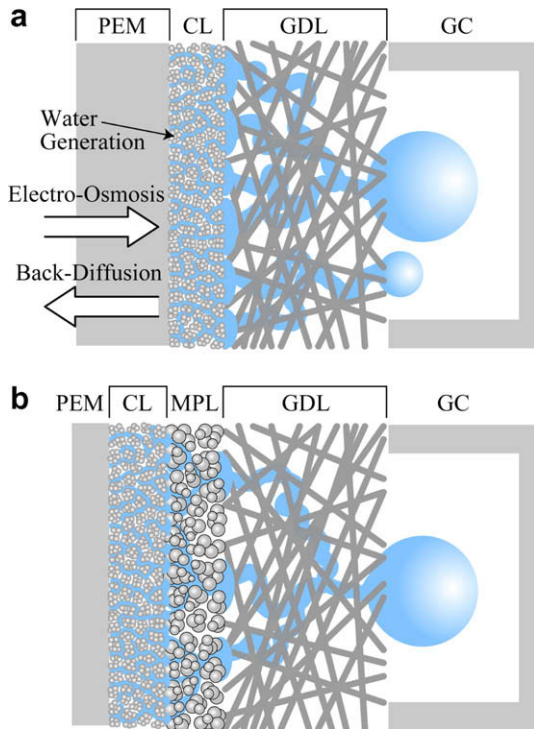 a
PEM CL GDL GC
Water
Generation
Electro-Osmosis
Back-Diffusion
b
PEM CL MPL GDL GC